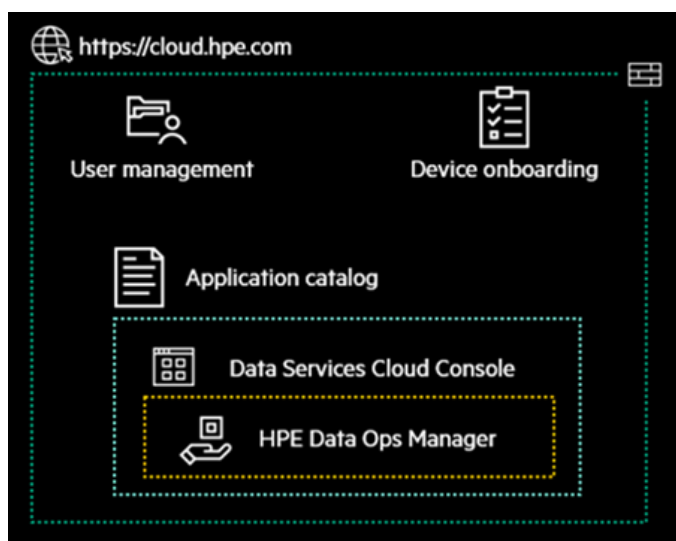 https://cloud.hpe.com
User management
Device onboarding
Application catalog
Data Services Cloud Console
HPE Data Ops Manager